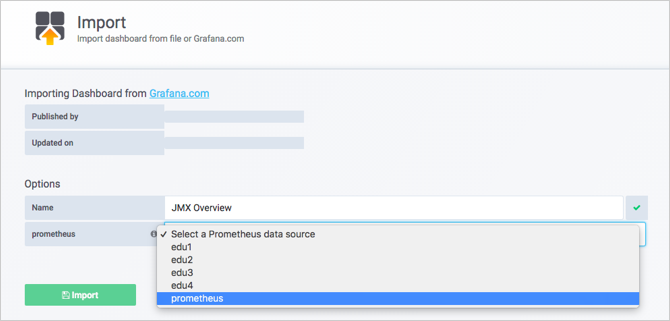 Import
Import dashboard from file or Grafana.com
Importing Dashboard from Grafana.com
Published by
Updated on
Options
Name JMX Overview
prometheus Select a Prometheus data source
edu1
edu2
edu3
edu4
prometheus
Import